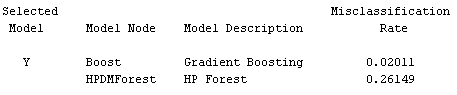 Selected Misclassification
Model Model Node Model Description Rate
Y Boost Gradient Boosting 0.02011
HPDMForest HP Forest 0.26149